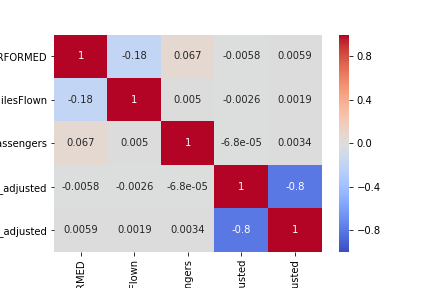 RFORMED 1 -0.18 0.067 -0.0058 0.0059
ilesFlown -0.18 1 0.005 -0.0026 0.0019
assengers 0.067 0.005 1 -6.8e-05 0.0034
_adjusted -0.0058 -0.0026 -6.8e-05 1 -0.8
_adjusted 0.0059 0.0019 0.0034 -0.8 1
RMED
Flown
ngers
usted
usted
0.8
0.4
0.0
-0.4
-0.8